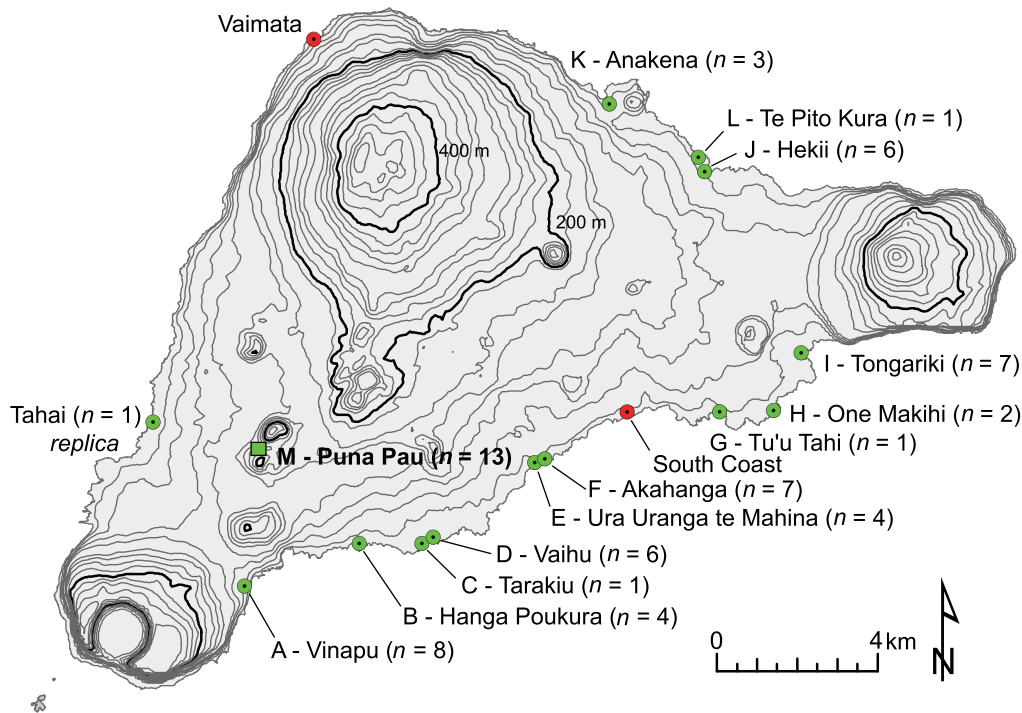 Vaimata
K - Anakena (n = 3)
L - Te Pito Kura (n = 1)
J - Hekii (n = 6)
400 m
200 m
I - Tongariki (n = 7)
Tahai (n = 1)
replica
H - One Makihi (n = 2)
G - Tu'u Tahi (n = 1)
M - Puna Pau (n = 13)
South Coast
F - Akahanga (n = 7)
E - Ura Uranga te Mahina (n = 4)
D - Vaihu (n = 6)
C - Tarakiu (n = 1)
B - Hanga Poukura (n = 4)
A - Vinapu (n = 8)
0 4 km
N